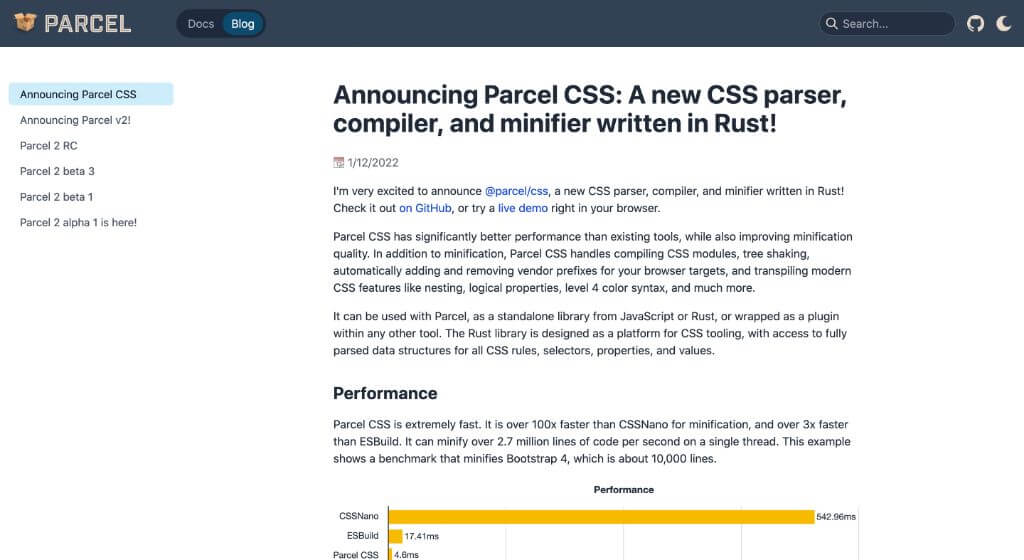 PARCEL
Docs
Blog
Search...
Announcing Parcel CSS
Announcing Parcel v2!
Parcel 2 RC
Parcel 2 beta 3
Parcel 2 beta 1
Parcel 2 alpha 1 is here!
Announcing Parcel CSS: A new CSS parser,
compiler, and minifier written in Rust!
1/12/2022
I'm very excited to announce @parcel/css, a new CSS parser, compiler, and minifier written in Rust!
Check it out on GitHub, or try a live demo right in your browser.
Parcel CSS has significantly better performance than existing tools, while also improving minification
quality. In addition to minification, Parcel CSS handles compiling CSS modules, tree shaking,
automatically adding and removing vendor prefixes for your browser targets, and transpiling modern
CSS features like nesting, logical properties, level 4 color syntax, and much more.
It can be used with Parcel, as a standalone library from JavaScript or Rust, or wrapped as a plugin
within any other tool. The Rust library is designed as a platform for CSS tooling, with access to fully
parsed data structures for all CSS rules, selectors, properties, and values.
Performance
Parcel CSS is extremely fast. It is over 100x faster than CSSNano for minification, and over 3x faster
than ESBuild. It can minify over 2.7 million lines of code per second on a single thread. This example
shows a benchmark that minifies Bootstrap 4, which is about 10,000 lines.
Performance
CSSNano 542.96ms
ESBuild 17.41ms
Parcel CSS 4.6ms